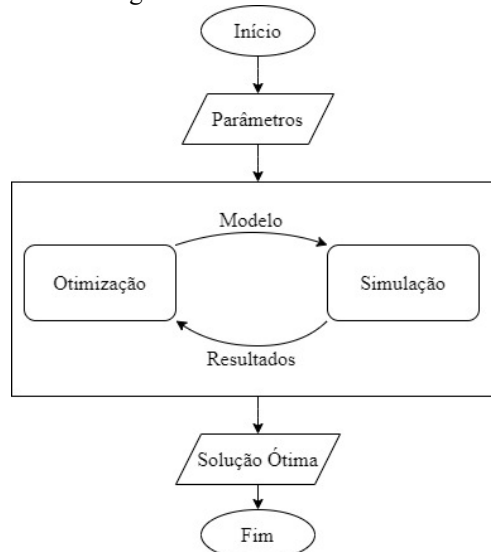 Início
Parâmetros
Modelo
Otimização
Simulação
Resultados
Solução Ótima
Fim